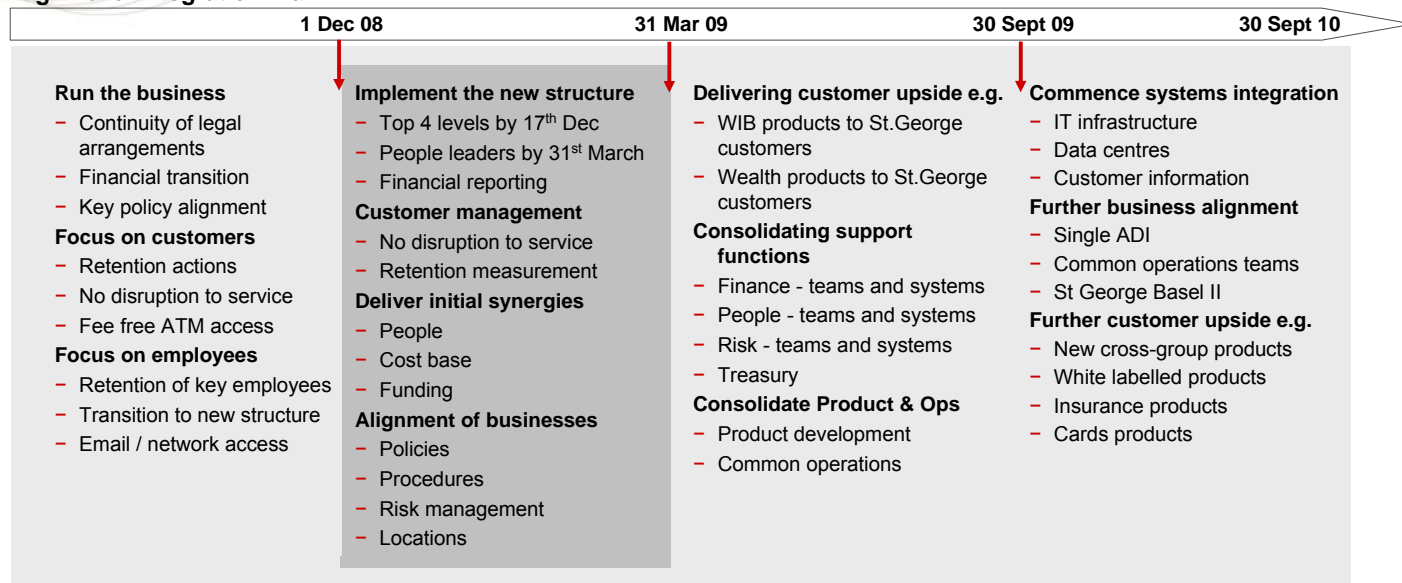 1 Dec 08 31 Mar 09 30 Sept 09 30 Sept 10
Run the business
– Continuity of legal
arrangements
– Financial transition
– Key policy alignment
Focus on customers
– Retention actions
– No disruption to service
– Fee free ATM access
Focus on employees
– Retention of key employees
– Transition to new structure
– Email / network access
Implement the new structure
– Top 4 levels by 17th Dec
– People leaders by 31st March
– Financial reporting
Customer management
– No disruption to service
– Retention measurement
Deliver initial synergies
– People
– Cost base
– Funding
Alignment of businesses
– Policies
– Procedures
– Risk management
– Locations
Delivering customer upside e.g.
– WIB products to St.George
customers
– Wealth products to St.George
customers
Consolidating support
functions
– Finance - teams and systems
– People - teams and systems
– Risk - teams and systems
– Treasury
Consolidate Product & Ops
– Product development
– Common operations
Commence systems integration
– IT infrastructure
– Data centres
– Customer information
Further business alignment
– Single ADI
– Common operations teams
– St George Basel II
Further customer upside e.g.
– New cross-group products
– White labelled products
– Insurance products
– Cards products